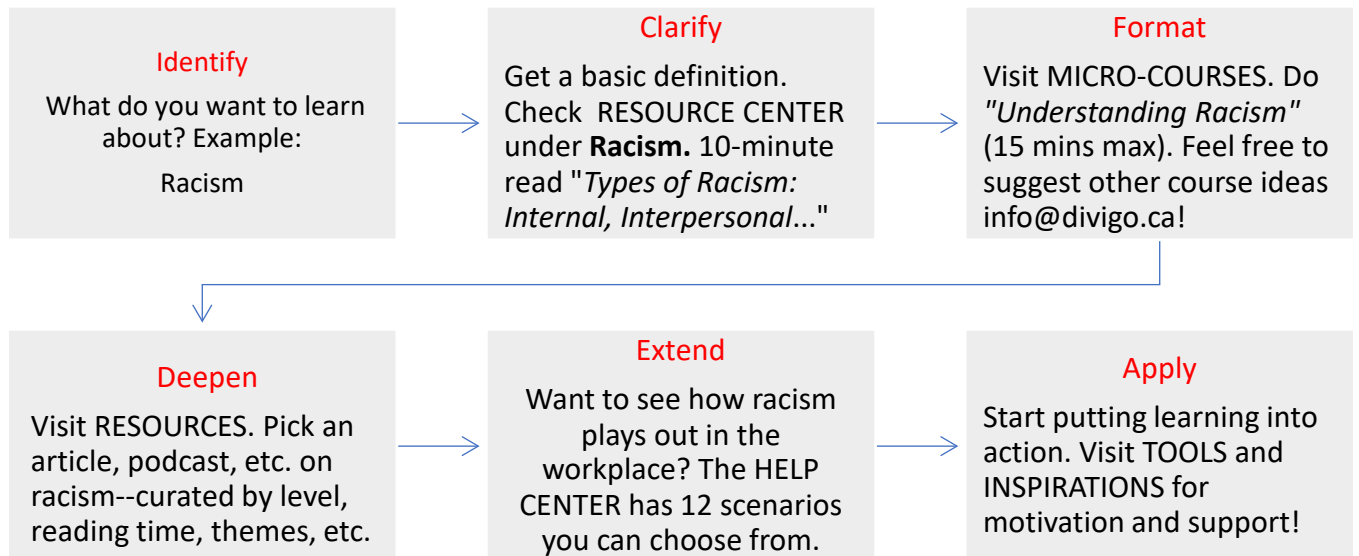 Identify
What do you want to learn
about? Example:
Racism
Clarify
Get a basic definition.
Check  RESOURCE CENTER
under Racism. 10-minute
read "Types of Racism:
Internal, Interpersonal..."
Format
Visit MICRO-COURSES. Do
"Understanding Racism"
(15 mins max). Feel free to
suggest other course ideas
info@divigo.ca!
Deepen
Visit RESOURCES. Pick an
article, podcast, etc. on
racism--curated by level,
reading time, themes, etc.
Extend
Want to see how racism
plays out in the
workplace? The HELP
CENTER has 12 scenarios
you can choose from.
Apply
Start putting learning into
action. Visit TOOLS and
INSPIRATIONS for
motivation and support!